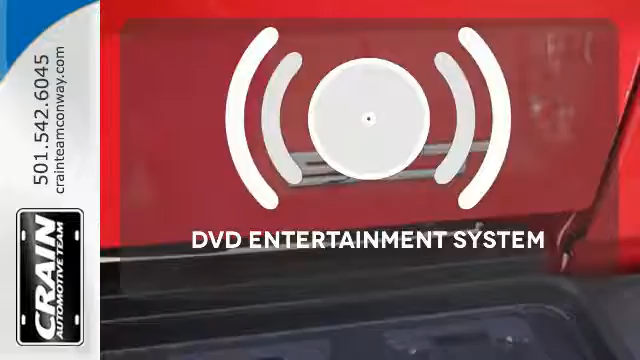 501.542.6045
crainteamconway.com
CRAIN
AUTOMOTIVE TEAM
DVD ENTERTAINMENT SYSTEM